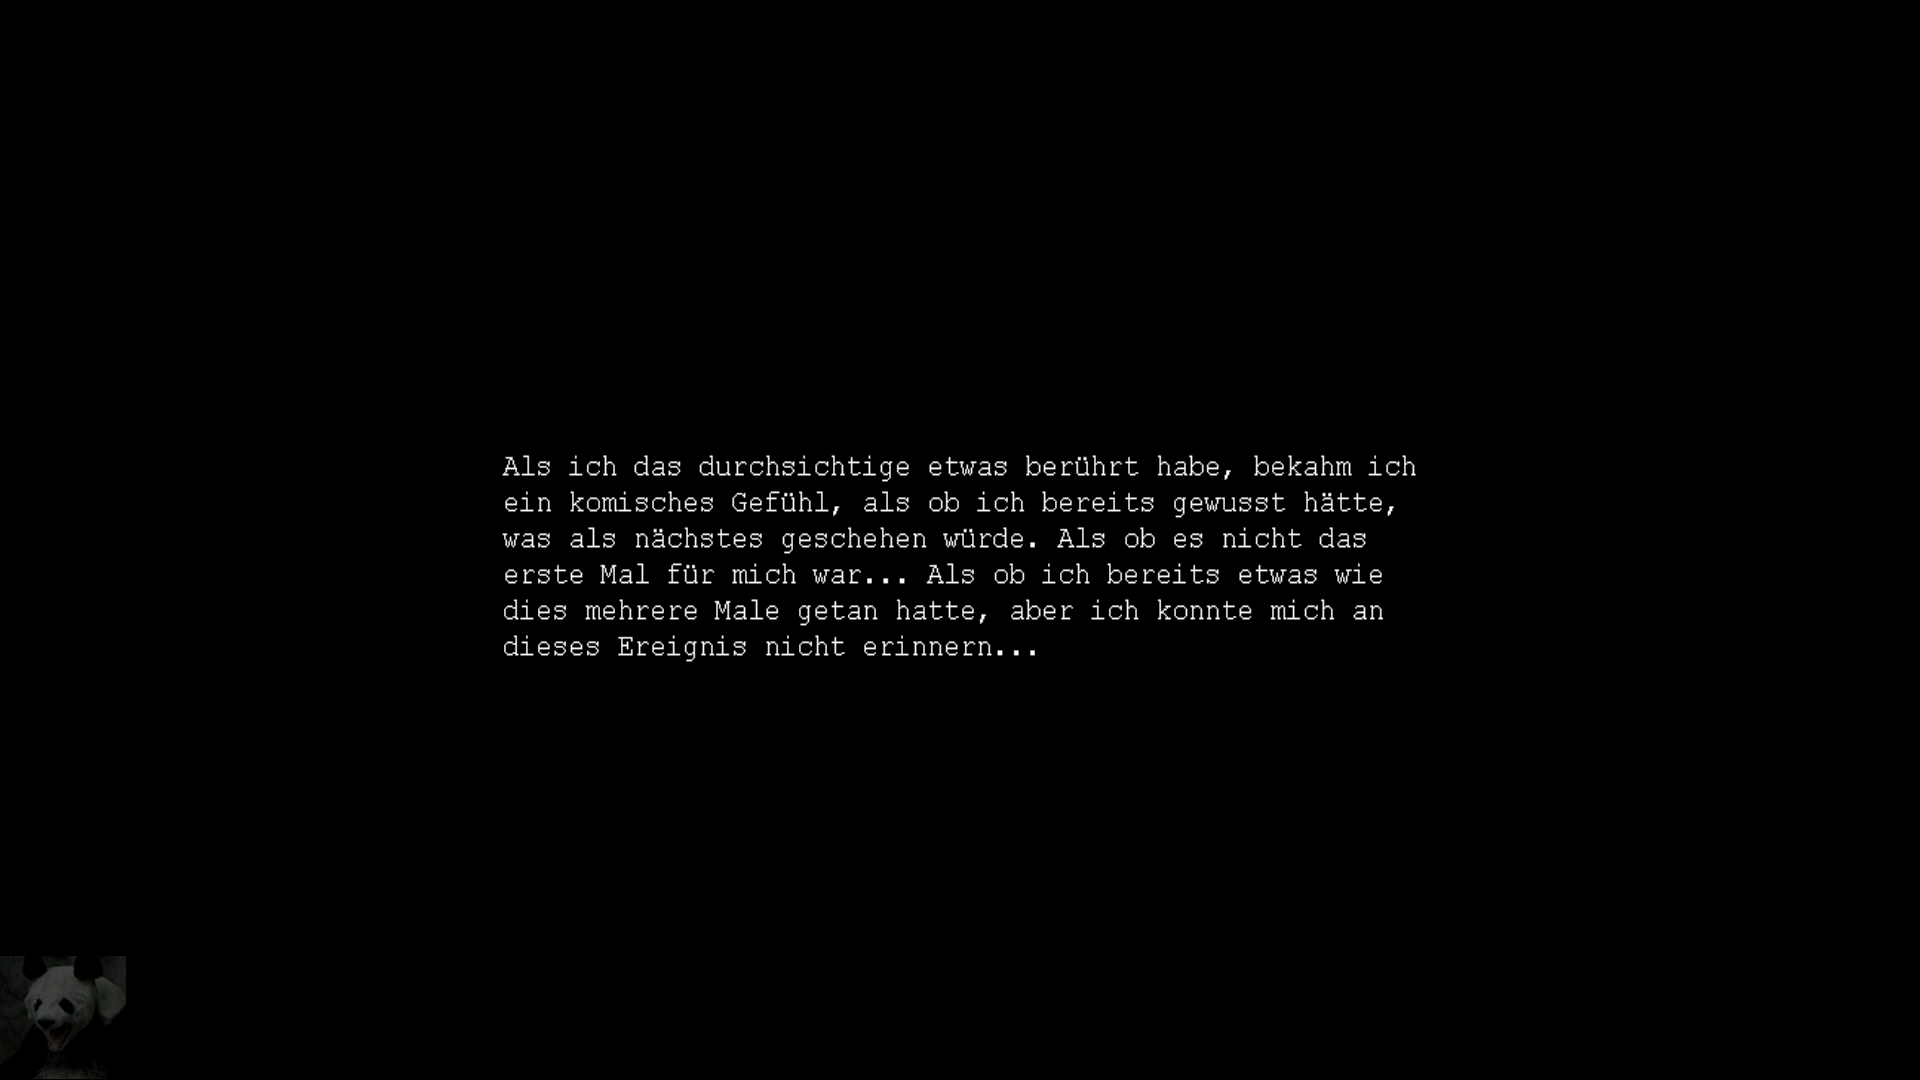 Als ich das durchsichtige etwas berührt habe, bekahm ich
ein komisches Gefühl, als ob ich bereits gewusst hätte,
was als nächstes geschehen würde. Als ob es nicht das
erste Mal für mich war... Als ob ich bereits etwas wie
dies mehrere Male getan hatte, aber ich konnte mich an
dieses Ereignis nicht erinnern...